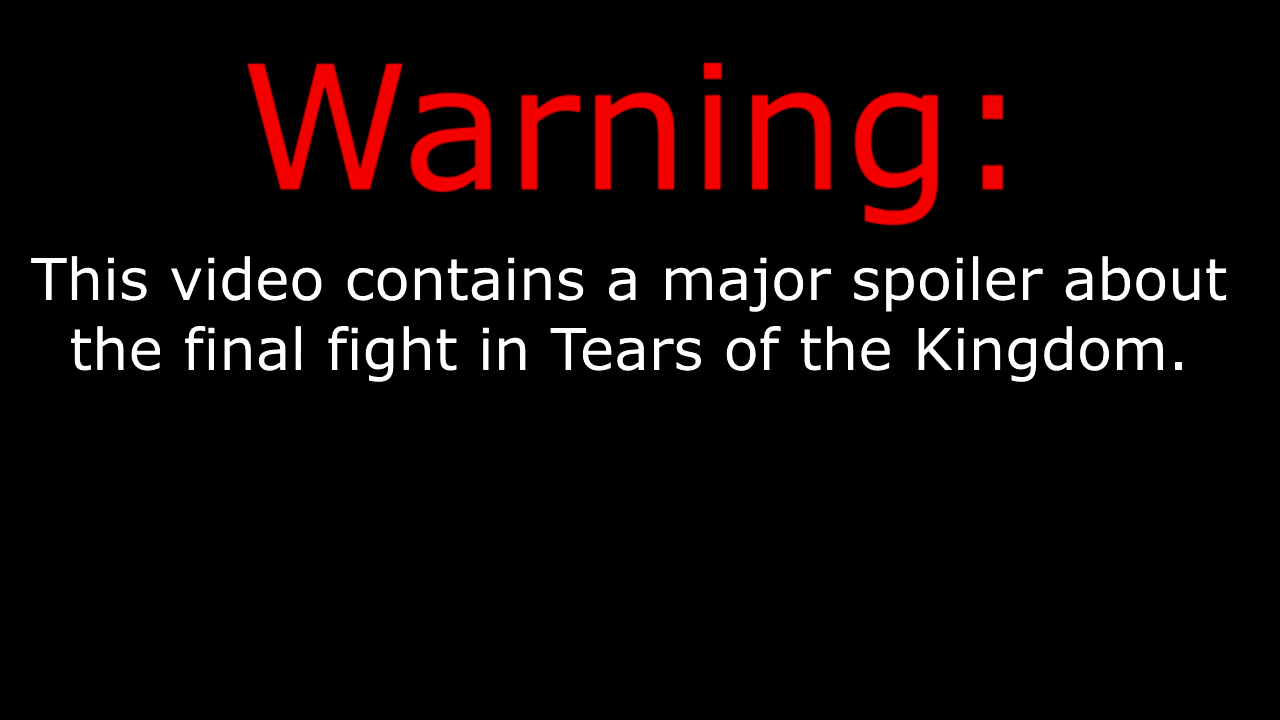 Warning:
This video contains a major spoiler about
the final fight in Tears of the Kingdom.